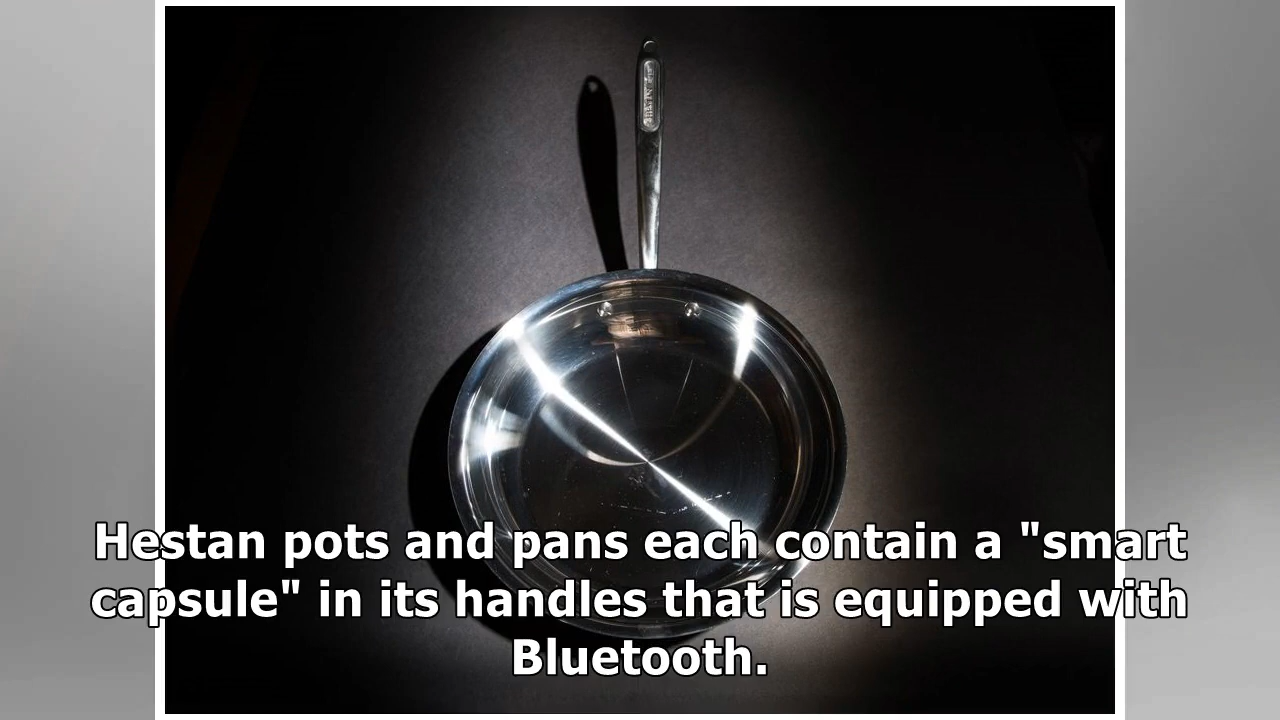 Hestan pots and pans each contain a "smart
capsule" in its handles that is equipped with
Bluetooth.